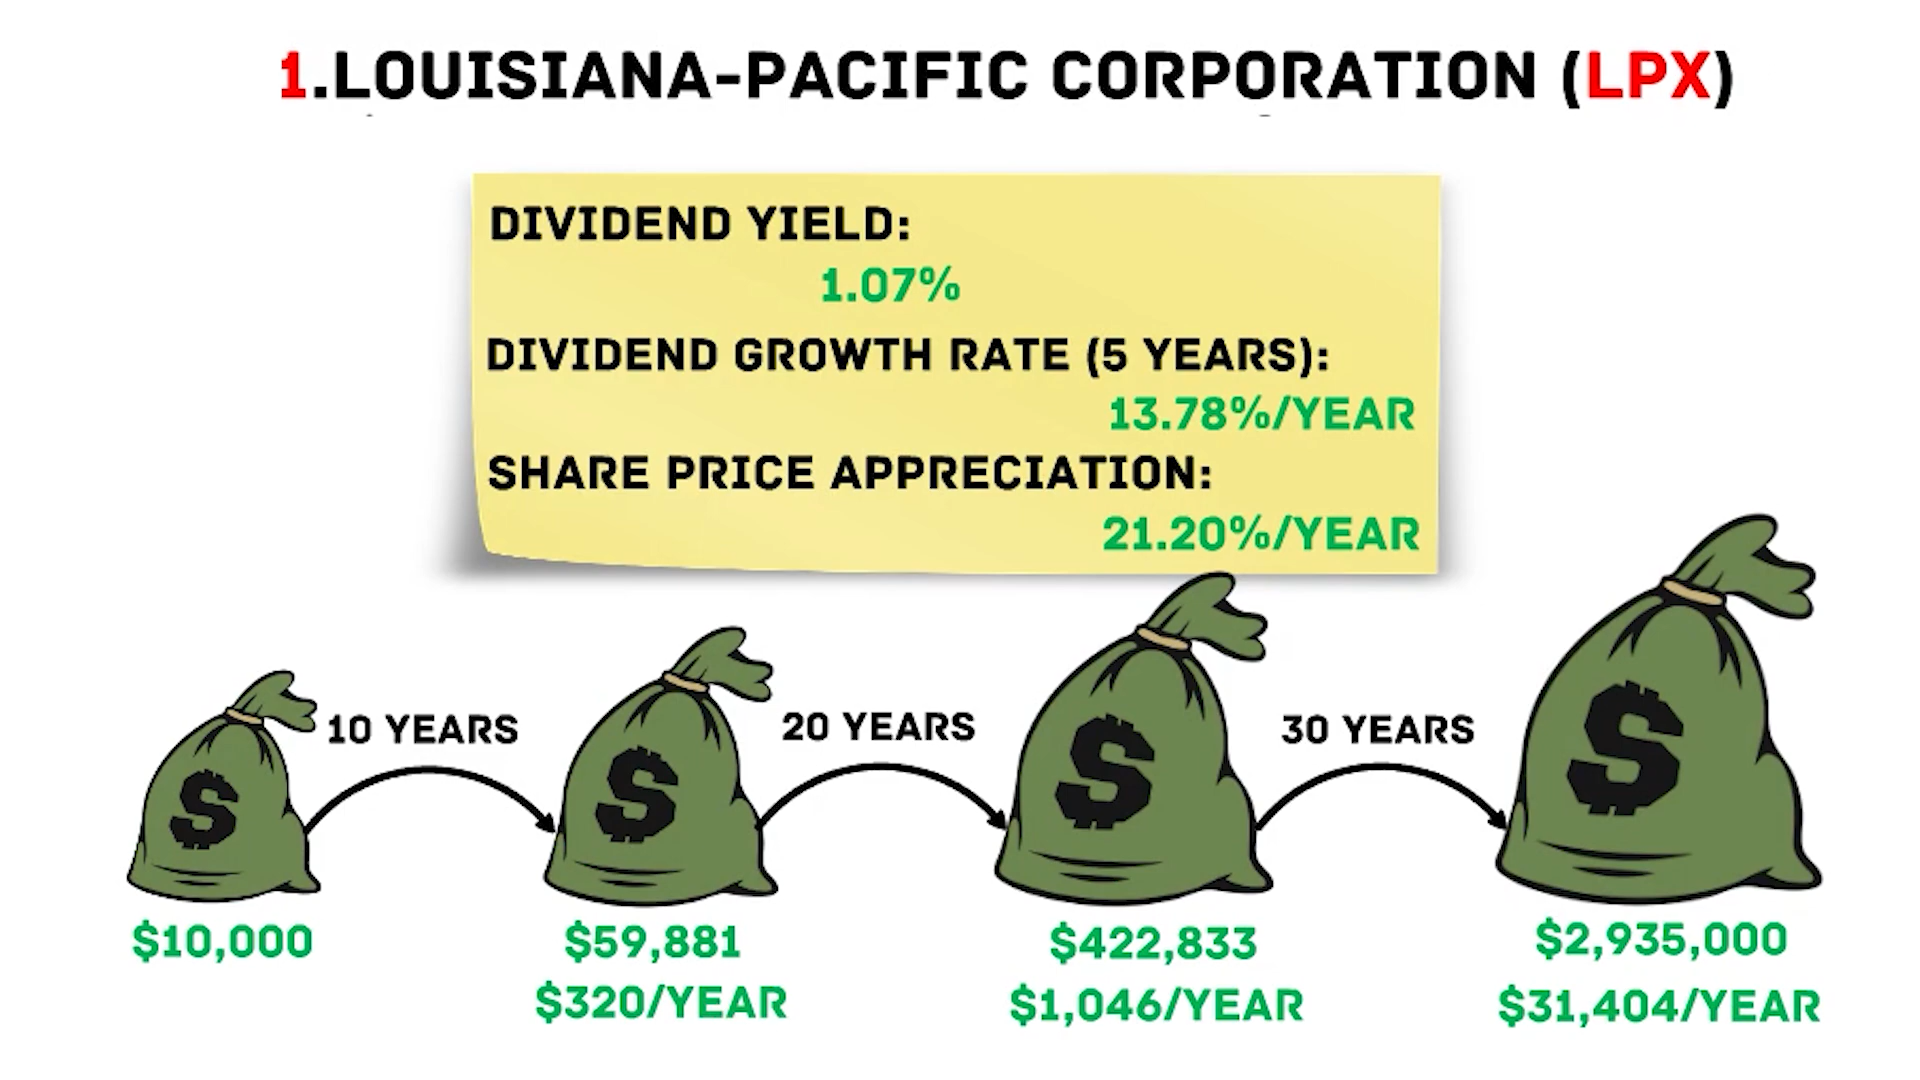 1.LOUISIANA-PACIFIC CORPORATION (LPX)
DIVIDEND YIELD:
1.07%
DIVIDEND GROWTH RATE (5 YEARS):
13.78%/YEAR
SHARE PRICE APPRECIATION:
21.20%/YEAR
10 YEARS
20 YEARS
30 YEARS
$
$
$
$
$10,000
$59,881
$422,833
$2,935,000
$320/YEAR
$1,046/YEAR
$31,404/YEAR